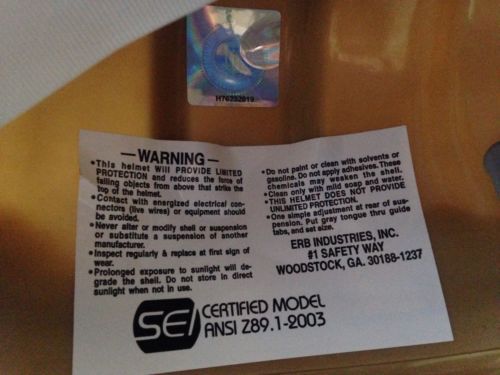 H76232019
WARNING
•This helmet WILL PROVIDE LIMITED
PROTECTION and reduces the force of
falling objects from above that strike the
top of the helmet.
•Contact with energized electrical con-
nectors (live wires) or equipment should
be avoided.
•Never alter or modify shell or suspension
or substitute a suspension of another
manufacturer.
•Inspect regularly & replace at first sign of
wear.
•Prolonged exposure to sunlight will de-
grade the shell. Do not store in direct
sunlight when not in use.
•Do not paint or clean with solvents or
gasoline. Do not apply adhesives. These
chemicals may weaken the shell.
•Clean only with mild soap and water.
•THIS HELMET DOES NOT PROVIDE
UNLIMITED PROTECTION.
•One simple adjustment at rear of sus-
pension. Put gray tongue thru guide
tabs, and set size.
ERB INDUSTRIES, INC.
#1 SAFETY WAY
WOODSTOCK, GA. 30188-1237
SEI
CERTIFIED MODEL
ANSI Z89.1-2003